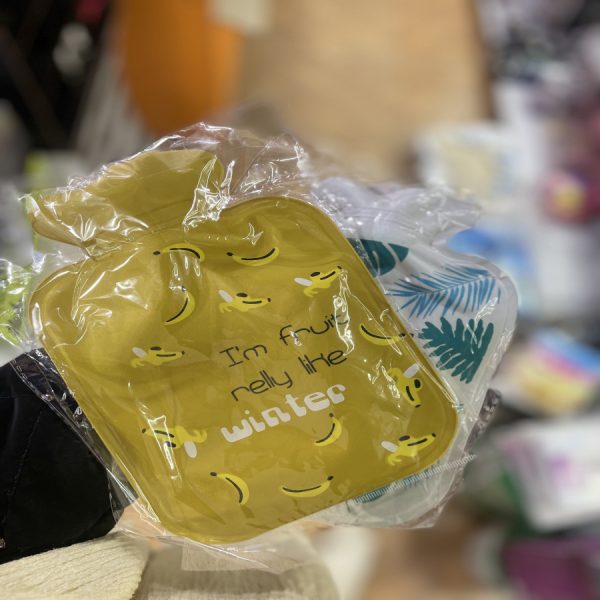 I'm fruit
relly like
winter